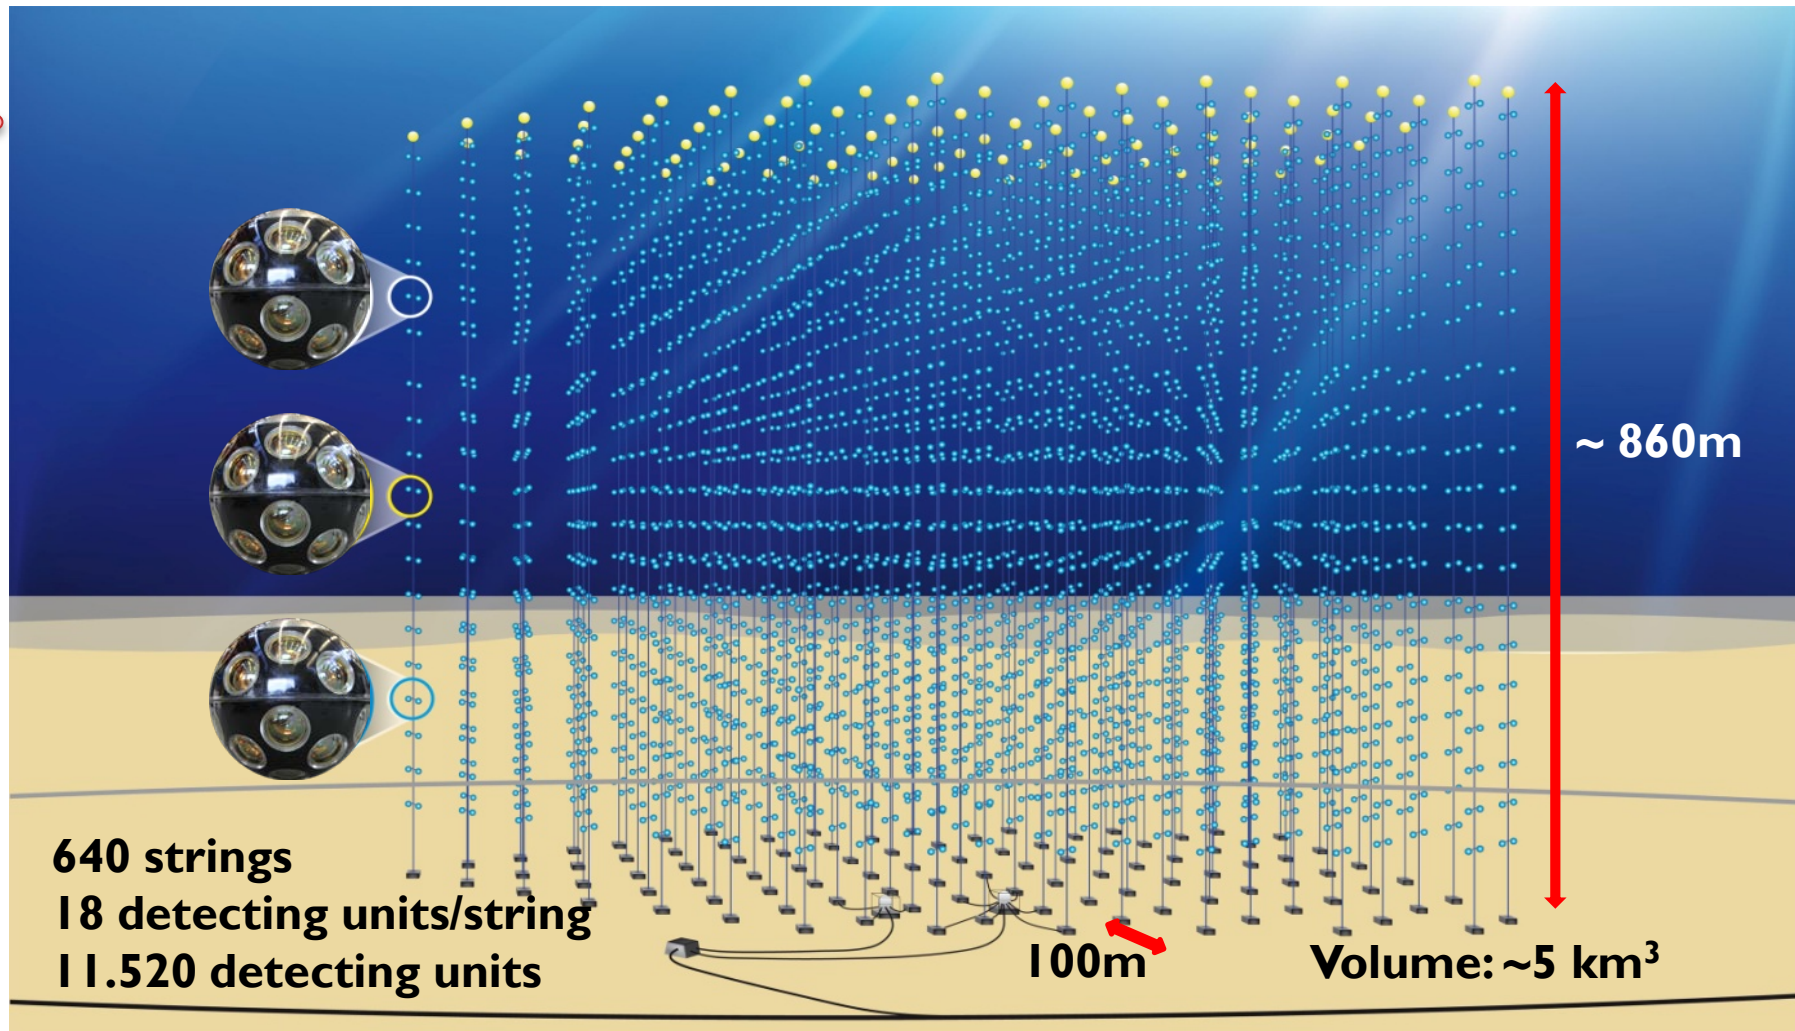 ~ 860m
640 strings
18 detecting units/string
11.520 detecting units
100m
Volume: ~5 km³